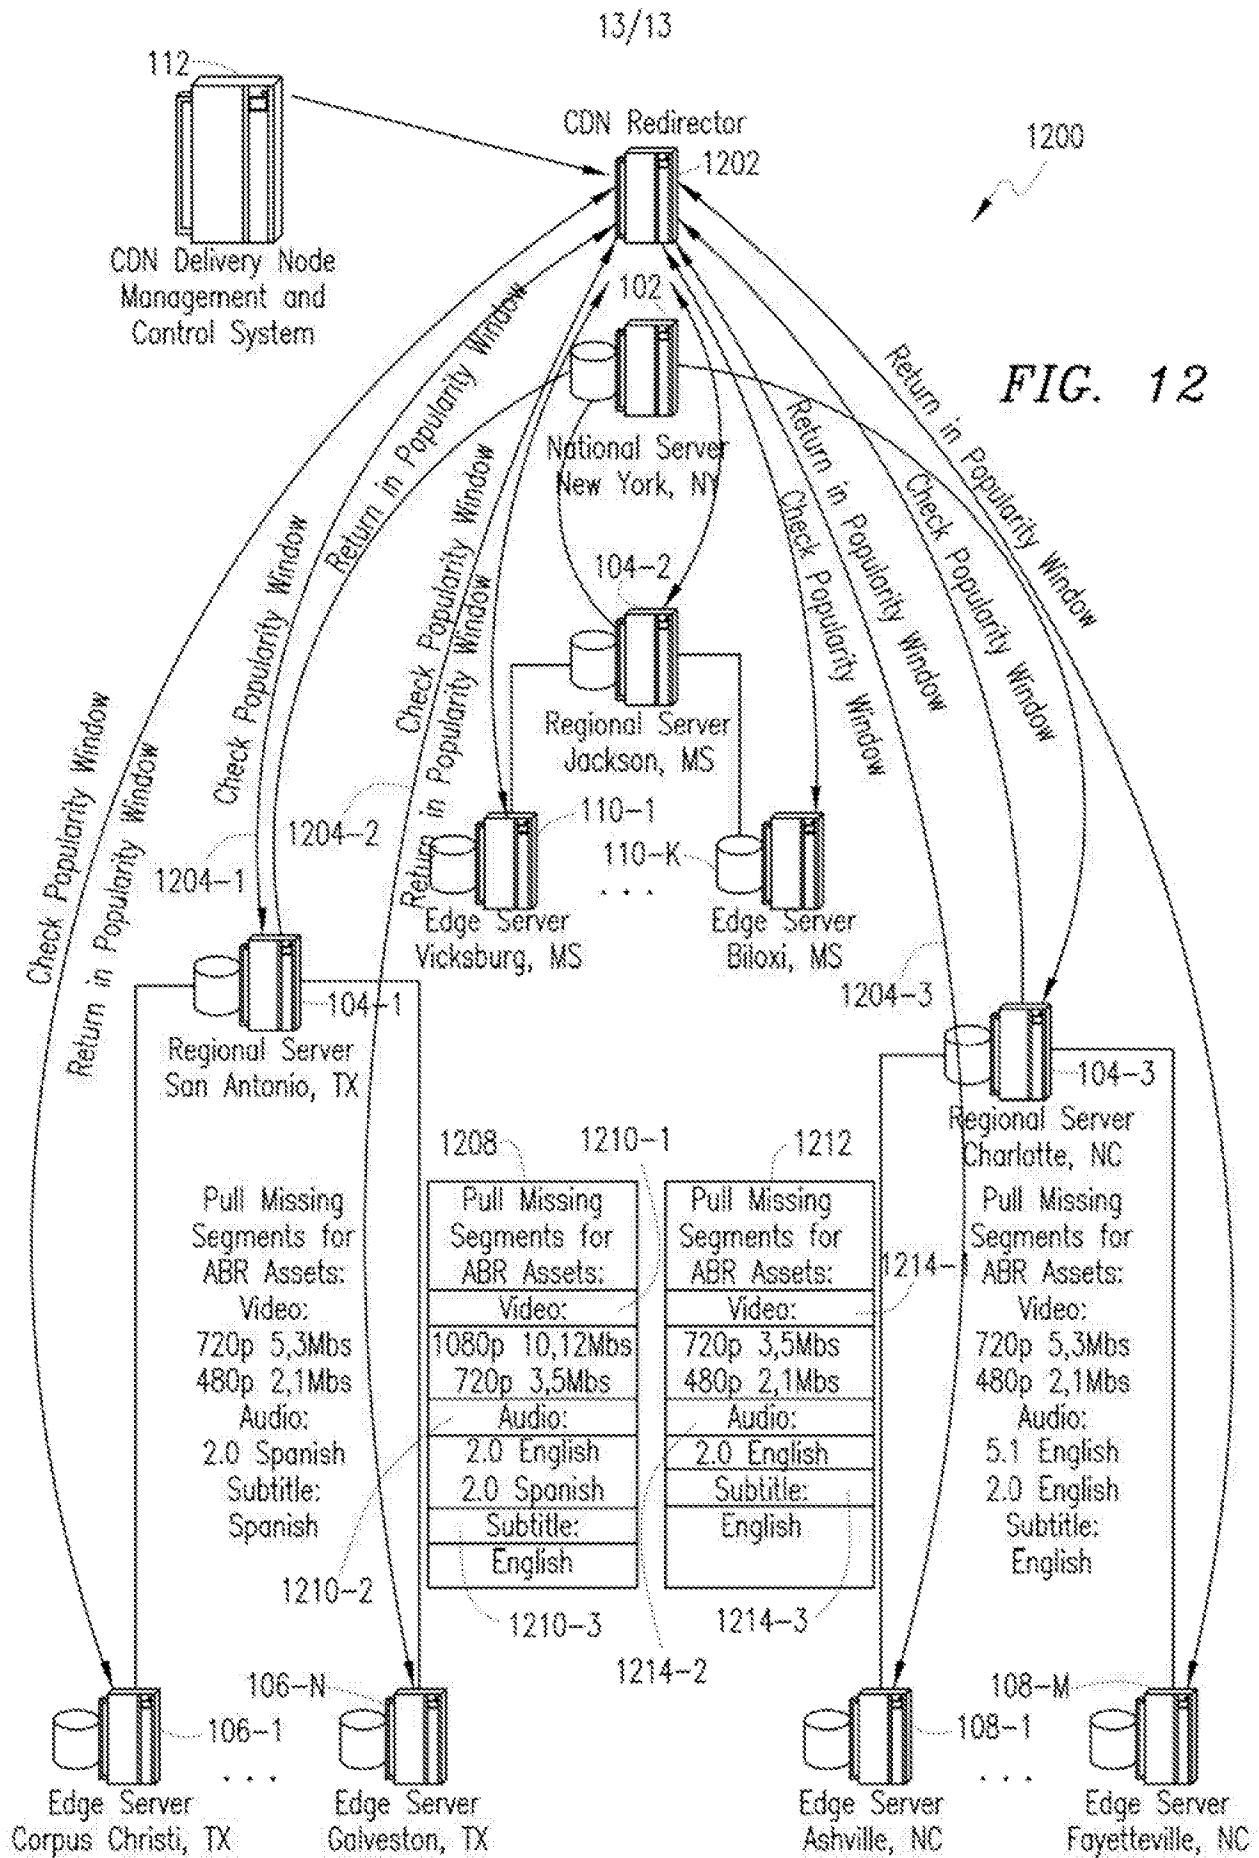 13/13
112
CDN Redirector
1202
1200
CDN Delivery Node
Management and
Control System
102
FIG. 12
National Server
New York, NY
Check Popularity Window
Return in Popularity Window
Check Popularity Window
Return in Popularity Window
Check Popularity Window
Return in Popularity Window
Check Popularity Window
Return in Popularity Window
Check Popularity Window
Return in Popularity Window
104-2
Regional Server
Jackson, MS
1204-1
1204-2
110-1
110-K
. . .
Edge Server
Vicksburg, MS
Edge Server
Biloxi, MS
1204-3
104-1
Regional Server
San Antonio, TX
104-3
Regional Server
Charlotte, NC
1208
1210-1
1212
1214-
Pull Missing
Segments for
ABR Assets:
Video:
720p 5,3Mbs
480p 2,1Mbs
Audio:
2.0 Spanish
Subtitle:
Spanish
Pull Missing
Segments for
ABR Assets:
Video:
1080p 10,12Mbs
720p 3,5Mbs
Audio:
2.0 English
2.0 Spanish
Subtitle:
English
Pull Missing
Segments for
ABR Assets:
Video:
720p 3,5Mbs
480p 2,1Mbs
Audio:
2.0 English
Subtitle:
English
Pull Missing
Segments for
ABR Assets:
Video:
720p 5,3Mbs
480p 2,1Mbs
Audio:
5.1 English
2.0 English
Subtitle:
English
1210-2
1210-3
1214-2
1214-3
106-1
106-N
108-1
108-M
. . .
. . .
Edge Server
Corpus Christi, TX
Edge Server
Galveston, TX
Edge Server
Ashville, NC
Edge Server
Fayetteville, NC